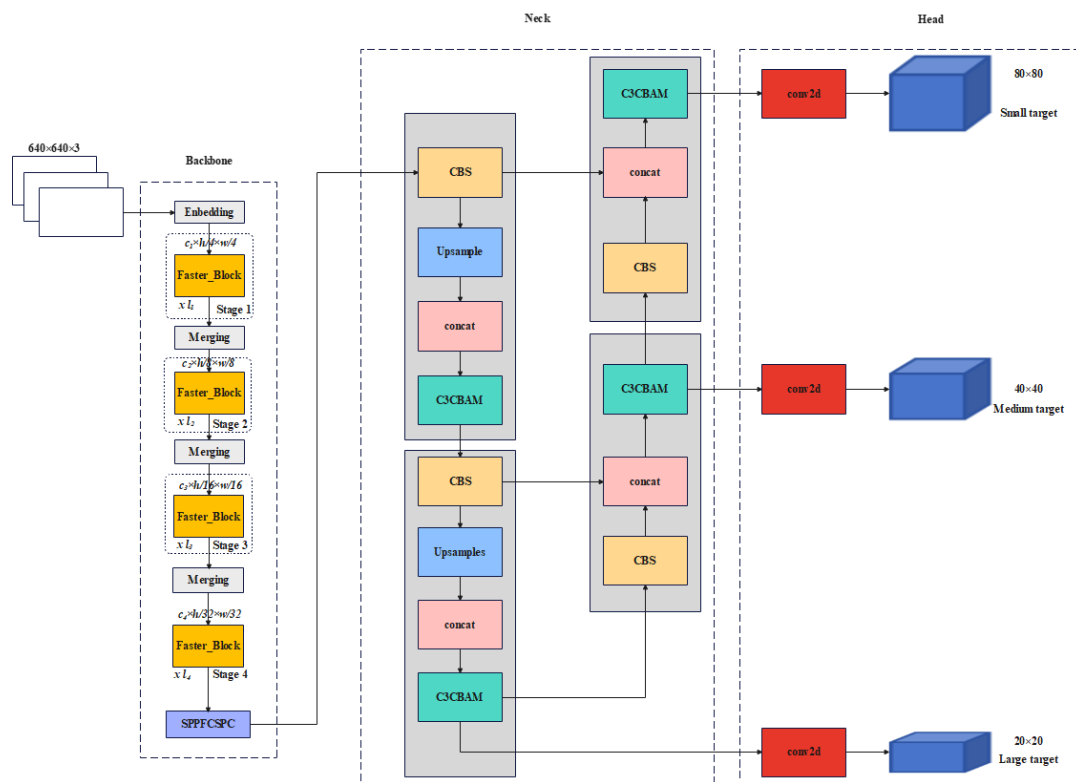 Neck
Head
640×640×3
Backbone
Embedding
c₁×h/4×w/4
Faster_Block
x l₁
Stage 1
Merging
c₂×h/8×w/8
Faster_Block
x l₂
Stage 2
Merging
c₃×h/16×w/16
Faster_Block
x l₃
Stage 3
Merging
c₄×h/32×w/32
Faster_Block
x l₄
Stage 4
SPPFCSPC
CBS
Upsample
concat
C3CBAM
CBS
Upsamples
concat
C3CBAM
C3CBAM
concat
CBS
C3CBAM
concat
CBS
conv2d
80×80
Small target
conv2d
40×40
Medium target
conv2d
20×20
Large target